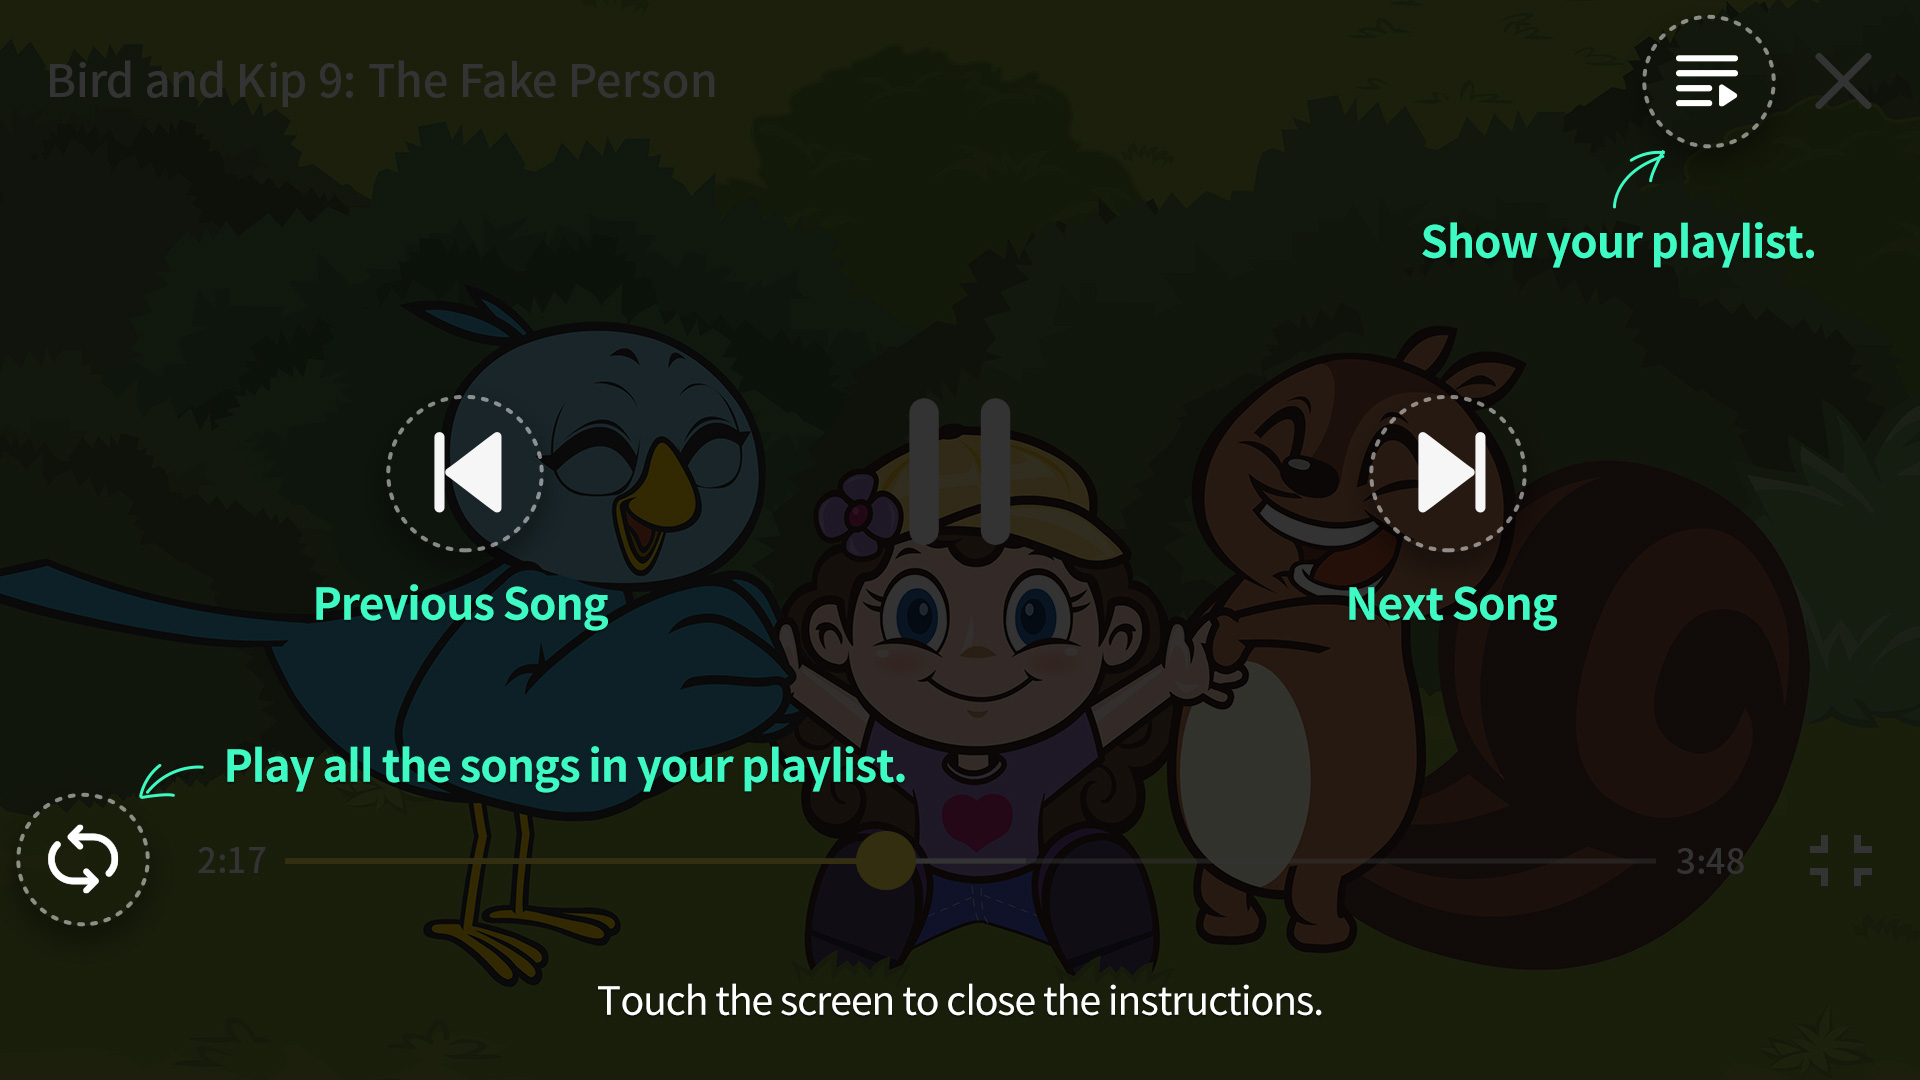 Bird and Kip 9: The Fake Person
Show your playlist.
Previous Song
Next Song
Play all the songs in your playlist.
2:17
3:48
Touch the screen to close the instructions.